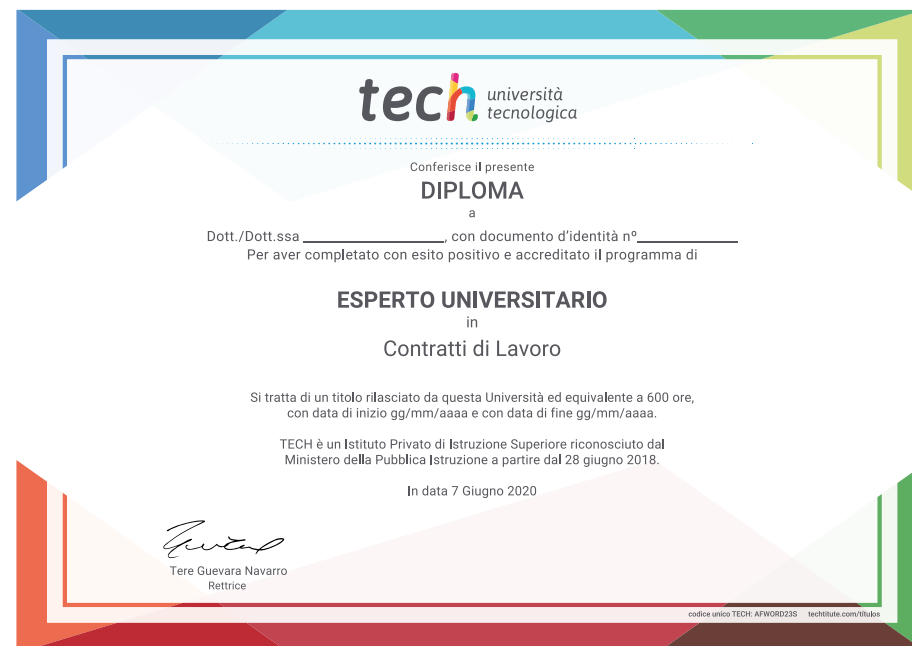 tech università
tecnologica
Conferisce il presente
DIPLOMA
a
Dott./Dott.ssa ____________________, con documento d'identità nº______________
Per aver completato con esito positivo e accreditato il programma di
ESPERTO UNIVERSITARIO
in
Contratti di Lavoro
Si tratta di un titolo rilasciato da questa Università ed equivalente a 600 ore,
con data di inizio gg/mm/aaaa e con data di fine gg/mm/aaaa.
TECH è un Istituto Privato di Istruzione Superiore riconosciuto dal
Ministero della Pubblica Istruzione a partire dal 28 giugno 2018.
In data 7 Giugno 2020
Tere Guevara Navarro
Rettrice
codice unico TECH: AFWORD23S techtitute.com/títulos